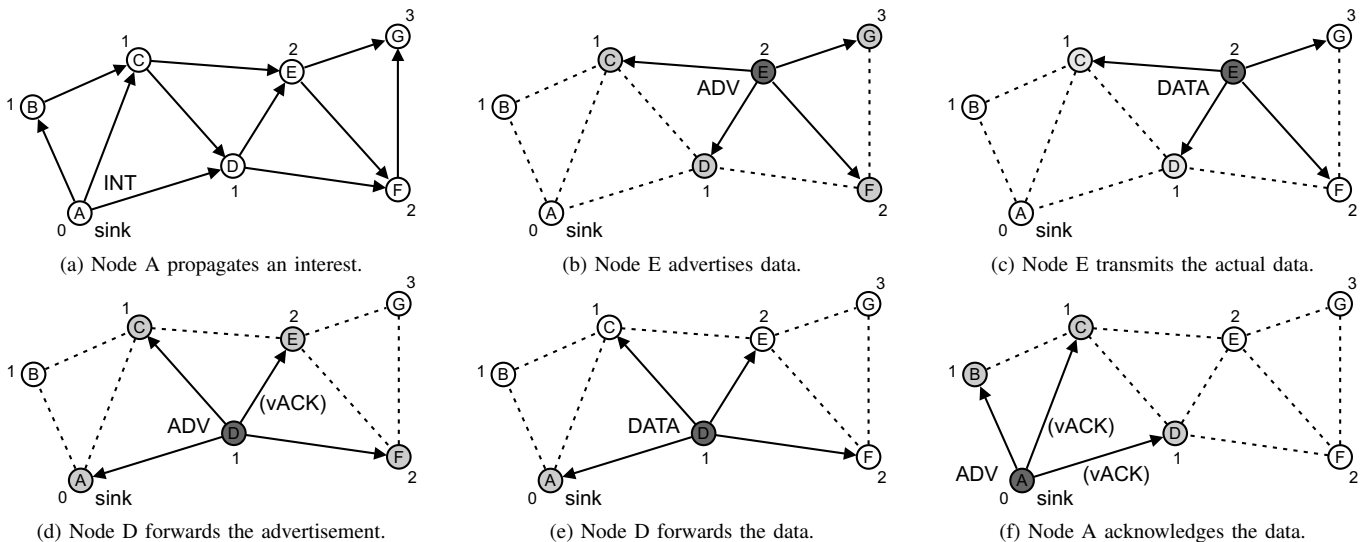 3
G
1
C
2
E
1 B
D
1
INT
F
2
A
0 sink
(a) Node A propagates an interest.
3
G
1
C
2
E
ADV
1 B
D
1
F
2
A
0 sink
(b) Node E advertises data.
3
G
1
C
2
E
DATA
1 B
D
1
F
2
A
0 sink
(c) Node E transmits the actual data.
3
G
1
C
2
E
1 B
(vACK)
ADV D
1
F
2
A
0 sink
(d) Node D forwards the advertisement.
3
G
1
C
2
E
1 B
DATA D
1
F
2
A
0 sink
(e) Node D forwards the data.
3
G
1
C
2
E
1 B
(vACK)
D
1
F
2
ADV
(vACK)
A
0 sink
(f) Node A acknowledges the data.